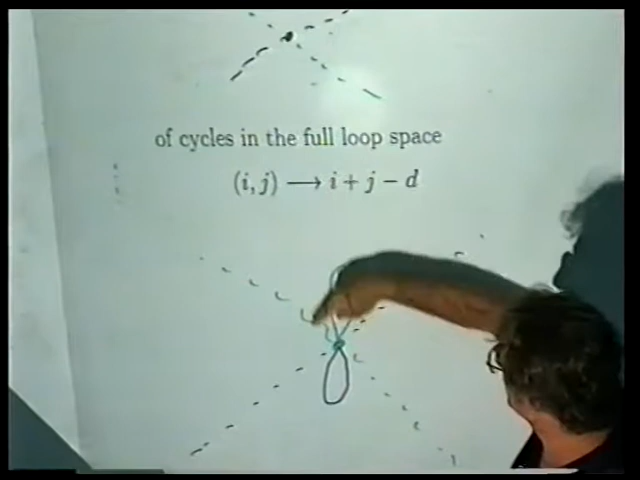 of cycles in the full loop space
(i, j) ⟶ i + j − d